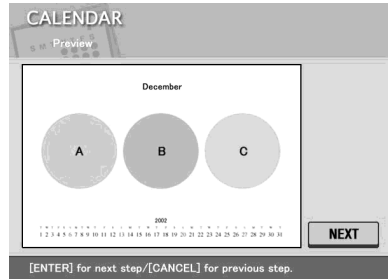 CALENDAR
Preview
December
A B C
2002
1 2 3 4 5 6 7 8 9 10 11 12 13 14 15 16 17 18 19 20 21 22 23 24 25 26 27 28 29 30 31
NEXT
[ENTER] for next step/[CANCEL] for previous step.